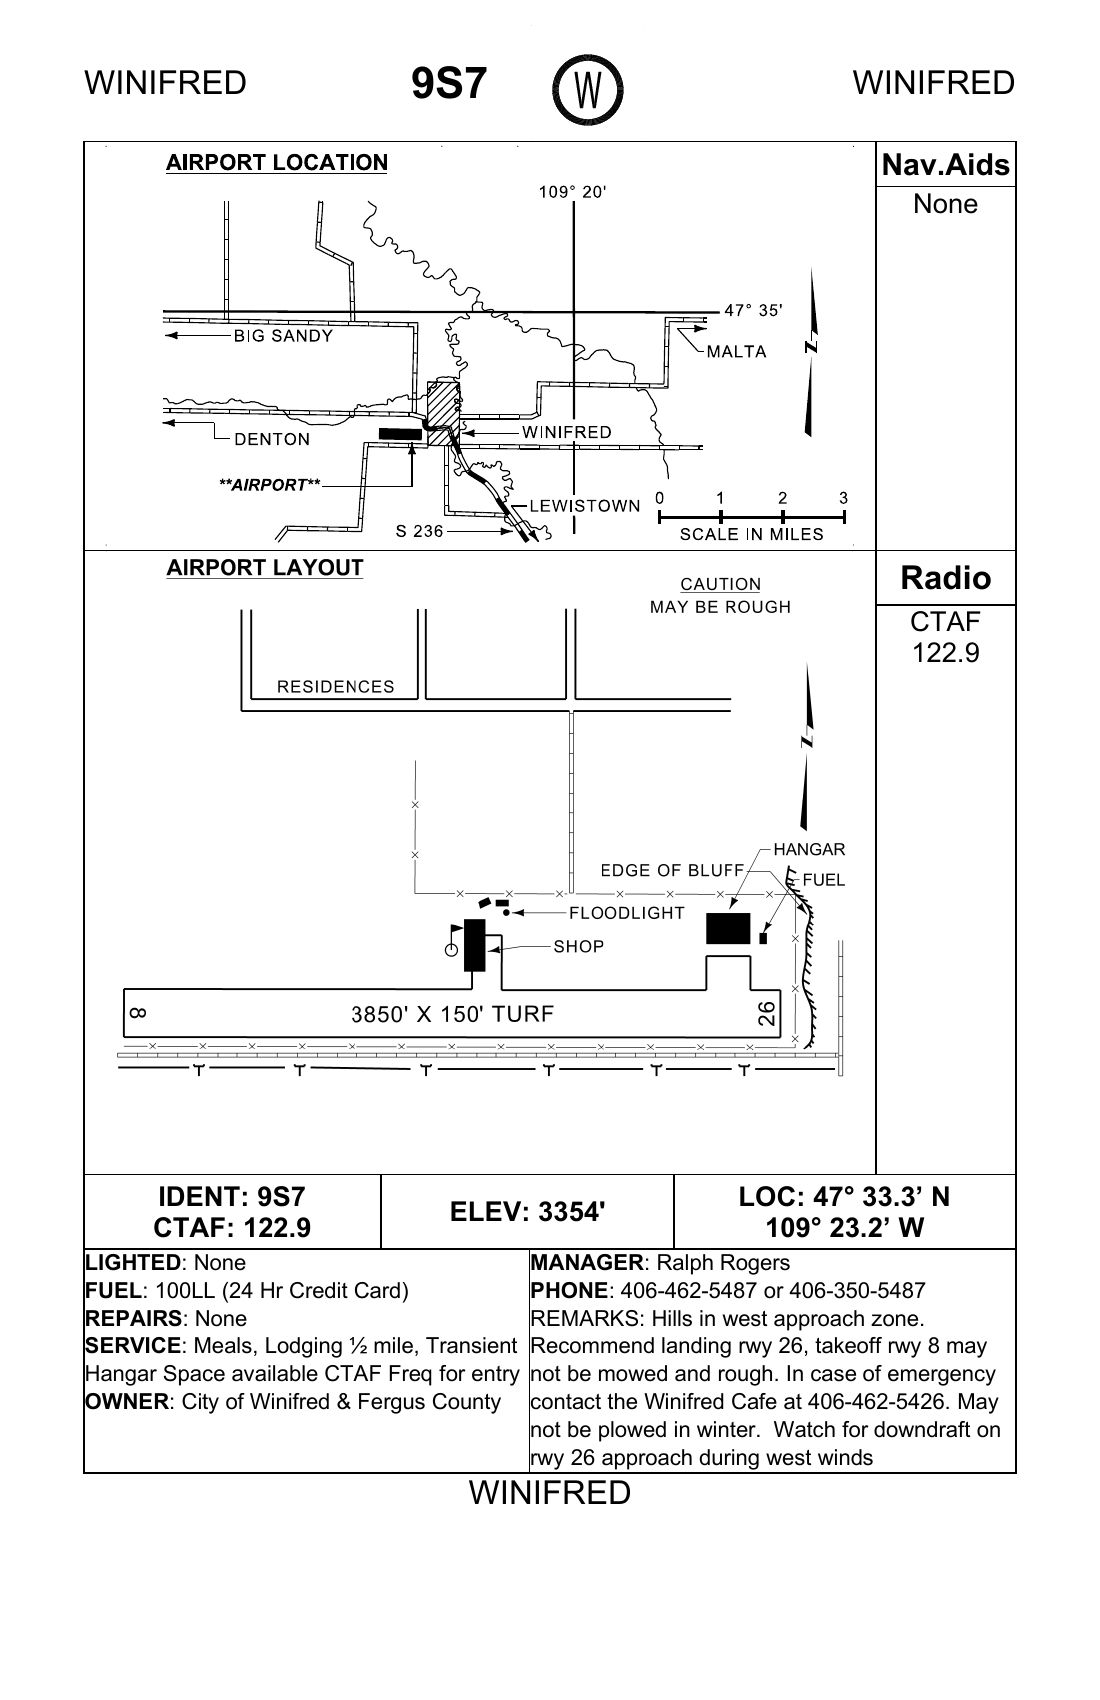 WINIFRED 9S7 W WINIFRED
AIRPORT LOCATION
Nav.Aids
None
109° 20'
47° 35'
BIG SANDY
MALTA
N
DENTON
WINIFRED
**AIRPORT**
LEWISTOWN
S 236
0 1 2 3
SCALE IN MILES
AIRPORT LAYOUT
CAUTION
MAY BE ROUGH
Radio
CTAF
122.9
RESIDENCES
N
HANGAR
EDGE OF BLUFF
FUEL
FLOODLIGHT
SHOP
8 3850' X 150' TURF 26
IDENT: 9S7
CTAF: 122.9
ELEV: 3354'
LOC: 47° 33.3’ N
109° 23.2’ W
LIGHTED: None
FUEL: 100LL (24 Hr Credit Card)
REPAIRS: None
SERVICE: Meals, Lodging ½ mile, Transient
Hangar Space available CTAF Freq for entry
OWNER: City of Winifred & Fergus County
MANAGER: Ralph Rogers
PHONE: 406-462-5487 or 406-350-5487
REMARKS: Hills in west approach zone.
Recommend landing rwy 26, takeoff rwy 8 may
not be mowed and rough. In case of emergency
contact the Winifred Cafe at 406-462-5426. May
not be plowed in winter.  Watch for downdraft on
rwy 26 approach during west winds
WINIFRED